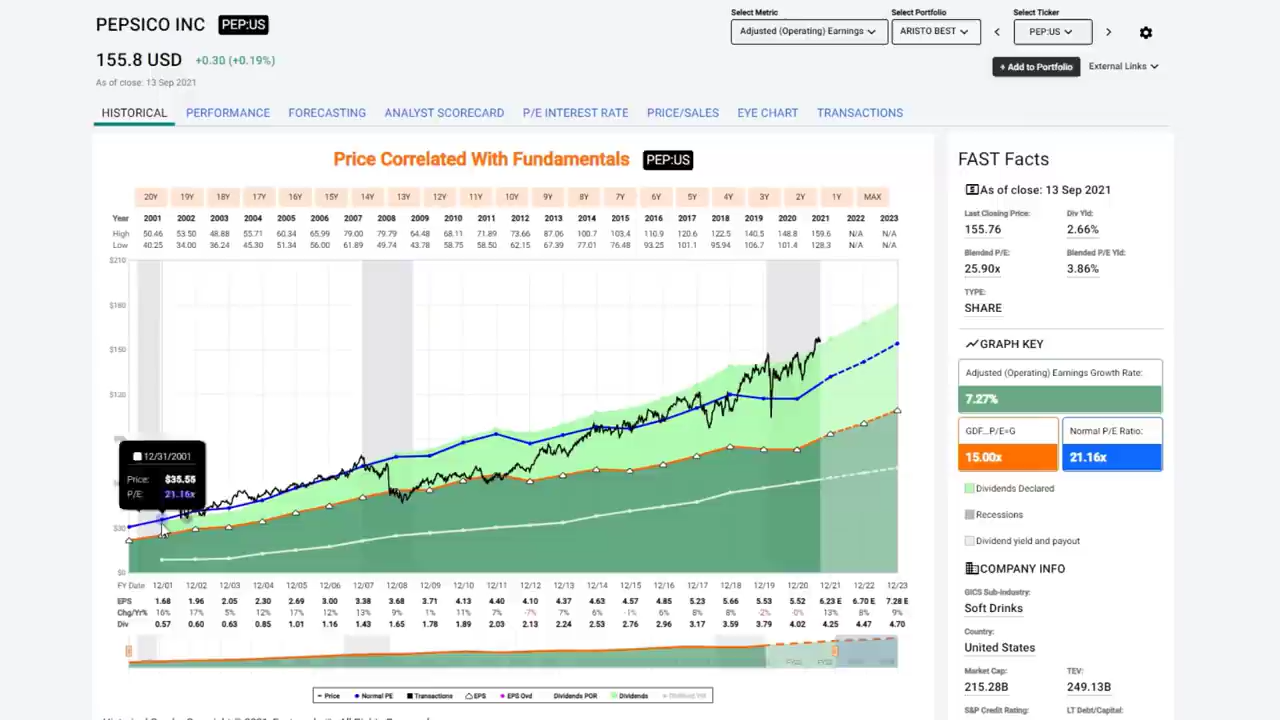 PEPSICO INC PEP:US
155.8 USD +0.30 (+0.19%)
As of close: 13 Sep 2021
Select Metric
Adjusted (Operating) Earnings
Select Portfolio
ARISTO BEST
Select Ticker
PEP:US
+ Add to Portfolio
External Links
HISTORICAL PERFORMANCE FORECASTING ANALYST SCORECARD P/E INTEREST RATE PRICE/SALES EYE CHART TRANSACTIONS
Price Correlated With Fundamentals PEP:US
20Y 19Y 18Y 17Y 16Y 15Y 14Y 13Y 12Y 11Y 10Y 9Y 8Y 7Y 6Y 5Y 4Y 3Y 2Y 1Y MAX
Year 2001 2002 2003 2004 2005 2006 2007 2008 2009 2010 2011 2012 2013 2014 2015 2016 2017 2018 2019 2020 2021 2022 2023
High 50.46 53.50 48.88 55.71 60.34 65.99 79.00 79.79 64.48 68.11 71.89 73.66 87.06 100.7 103.4 110.9 120.6 122.5 140.5 148.8 159.6 N/A N/A
Low 40.25 34.00 36.24 45.30 51.34 56.00 61.89 49.74 43.78 58.75 58.50 62.15 67.39 77.01 76.48 93.25 101.1 95.94 106.7 101.4 128.3 N/A N/A
$210
$180
$150
$120
$30
$0
12/31/2001
Price: $35.55
P/E: 21.16x
FY Date 12/01 12/02 12/03 12/04 12/05 12/06 12/07 12/08 12/09 12/10 12/11 12/12 12/13 12/14 12/15 12/16 12/17 12/18 12/19 12/20 12/21 12/22 12/23
EPS 1.68 1.96 2.05 2.30 2.69 3.00 3.38 3.68 3.71 4.13 4.40 4.10 4.37 4.63 4.57 4.85 5.23 5.66 5.53 5.52 6.23 E 6.70 E 7.28 E
Chg/Yr% 16% 17% 5% 12% 17% 12% 13% 9% 1% 11% 7% -7% 7% 6% -1% 6% 8% 8% -2% -0% 13% 8% 9%
Div 0.57 0.60 0.63 0.85 1.01 1.16 1.43 1.65 1.78 1.89 2.03 2.13 2.24 2.53 2.76 2.96 3.17 3.59 3.79 4.02 4.25 4.47 4.70
Price Normal PE Transactions EPS EPS Ovd Dividends POR Dividends Dividend Yld
FAST Facts
As of close: 13 Sep 2021
Last Closing Price: Div Yld:
155.76 2.66%
Blended P/E: Blended P/E Yld:
25.90x 3.86%
TYPE:
SHARE
GRAPH KEY
Adjusted (Operating) Earnings Growth Rate:
7.27%
GDF...P/E=G Normal P/E Ratio:
15.00x 21.16x
Dividends Declared
Recessions
Dividend yield and payout
COMPANY INFO
GICS Sub-industry:
Soft Drinks
Country:
United States
Market Cap: TEV:
215.28B 249.13B
S&P Credit Rating: LT Debt/Capital: